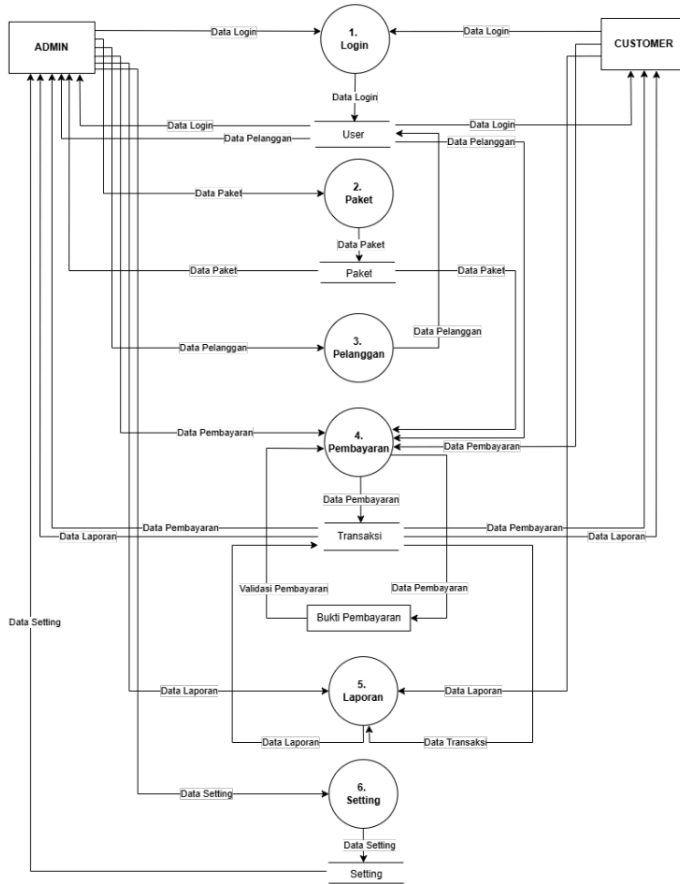 ADMIN
Data Login
1.
Login
Data Login
CUSTOMER
Data Login
Data Login
User
Data Login
Data Pelanggan
Data Pelanggan
2.
Paket
Data Paket
Data Paket
Data Paket
Paket
Data Paket
Data Pelanggan
3.
Pelanggan
Data Pelanggan
4.
Pembayaran
Data Pembayaran
Data Pembayaran
Data Pembayaran
Data Pembayaran
Transaksi
Data Pembayaran
Data Laporan
Data Laporan
Validasi Pembayaran
Data Pembayaran
Bukti Pembayaran
Data Setting
5.
Laporan
Data Laporan
Data Laporan
Data Laporan
Data Transaksi
6.
Setting
Data Setting
Data Setting
Setting